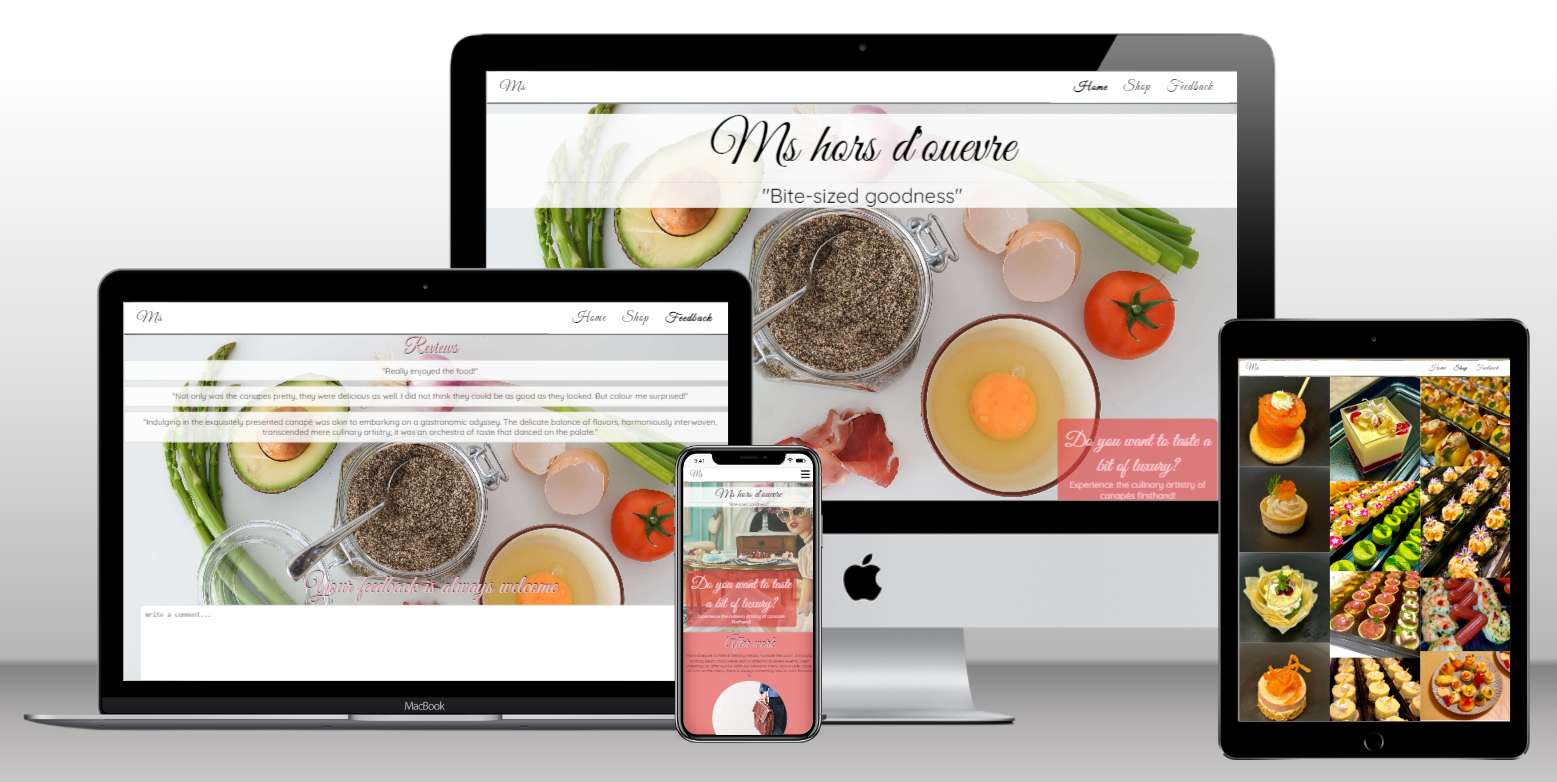 Ms
Home Shop Feedback
Ms hors d'ouevre
"Bite-sized goodness"
Do you want to taste a
bit of luxury?
Experience the culinary artistry of
canapés firsthand!
Ms
Home Shop Feedback
Reviews
"Really enjoyed the food!"
"Not only was the canapes pretty, they were delicious as well. I did not think they could be as good as they looked. But colour me surprised!"
"Indulging in the exquisitely presented canapé was akin to embarking on a gastronomic odyssey. The delicate balance of flavors, harmoniously interwoven,
transcended mere culinary artistry; it was an orchestra of taste that danced on the palate."
Your feedback is always welcome
Write a comment...
MacBook
9:41
Ms
Ms hors d'ouevre
"Bite-sized goodness"
Do you want to taste
a bit of luxury?
Experience the culinary artistry of canapés
firsthand!
After work
Ms
Home Shop Feedback